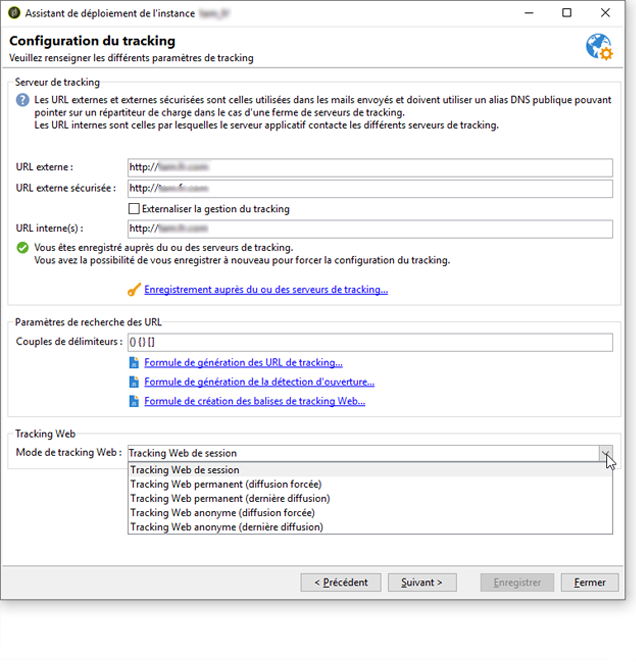 Assistant de déploiement de l'instance
Configuration du tracking
Veuillez renseigner les différents paramètres de tracking
Serveur de tracking
Les URL externes et externes sécurisées sont celles utilisées dans les mails envoyés et doivent utiliser un alias DNS publique pouvant
pointer sur un répartiteur de charge dans le cas d'une ferme de serveurs de tracking.
Les URL internes sont celles par lesquelles le serveur applicatif contacte les différents serveurs de tracking.
URL externe : http://
URL externe sécurisée : http://
Externaliser la gestion du tracking
URL interne(s) : http://
Vous êtes enregistré auprès du ou des serveurs de tracking.
Vous avez la possibilité de vous enregistrer à nouveau pour forcer la configuration du tracking.
Enregistrement auprès du ou des serveurs de tracking...
Paramètres de recherche des URL
Couples de délimiteurs : () {} []
Formule de génération des URL de tracking...
Formule de génération de la détection d'ouverture...
Formule de création des balises de tracking Web...
Tracking Web
Mode de tracking Web : Tracking Web de session
Tracking Web de session
Tracking Web permanent (diffusion forcée)
Tracking Web permanent (dernière diffusion)
Tracking Web anonyme (diffusion forcée)
Tracking Web anonyme (dernière diffusion)
< Précédent Suivant > Enregistrer Fermer